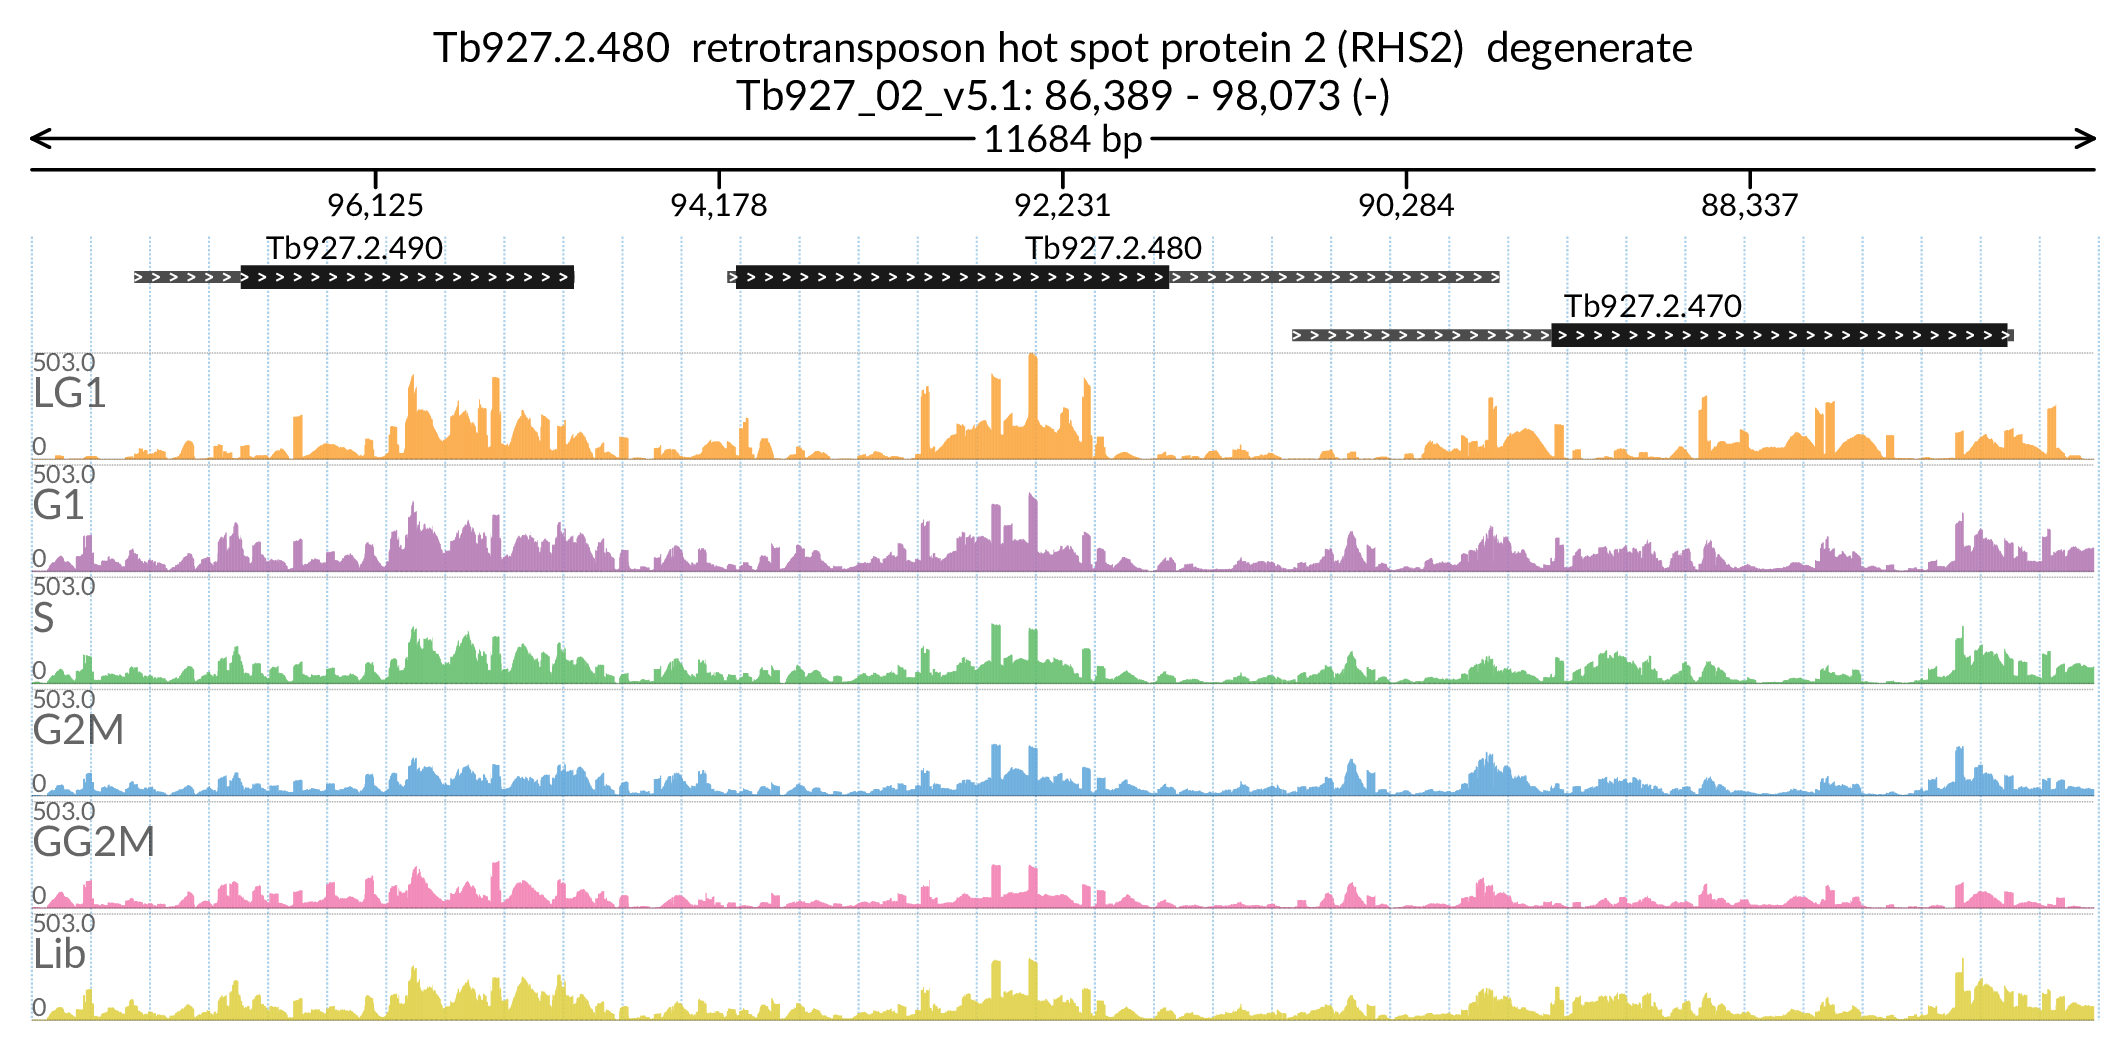 Tb927.2.480  retrotransposon hot spot protein 2 (RHS2)  degenerate
Tb927_02_v5.1: 86,389 - 98,073 (-)
11684 bp
96,125 94,178 92,231 90,284 88,337
Tb927.2.490 Tb927.2.480
Tb927.2.470
503.0
LG1
0
503.0
G1
0
503.0
S
0
503.0
G2M
0
503.0
GG2M
0
503.0
Lib
0